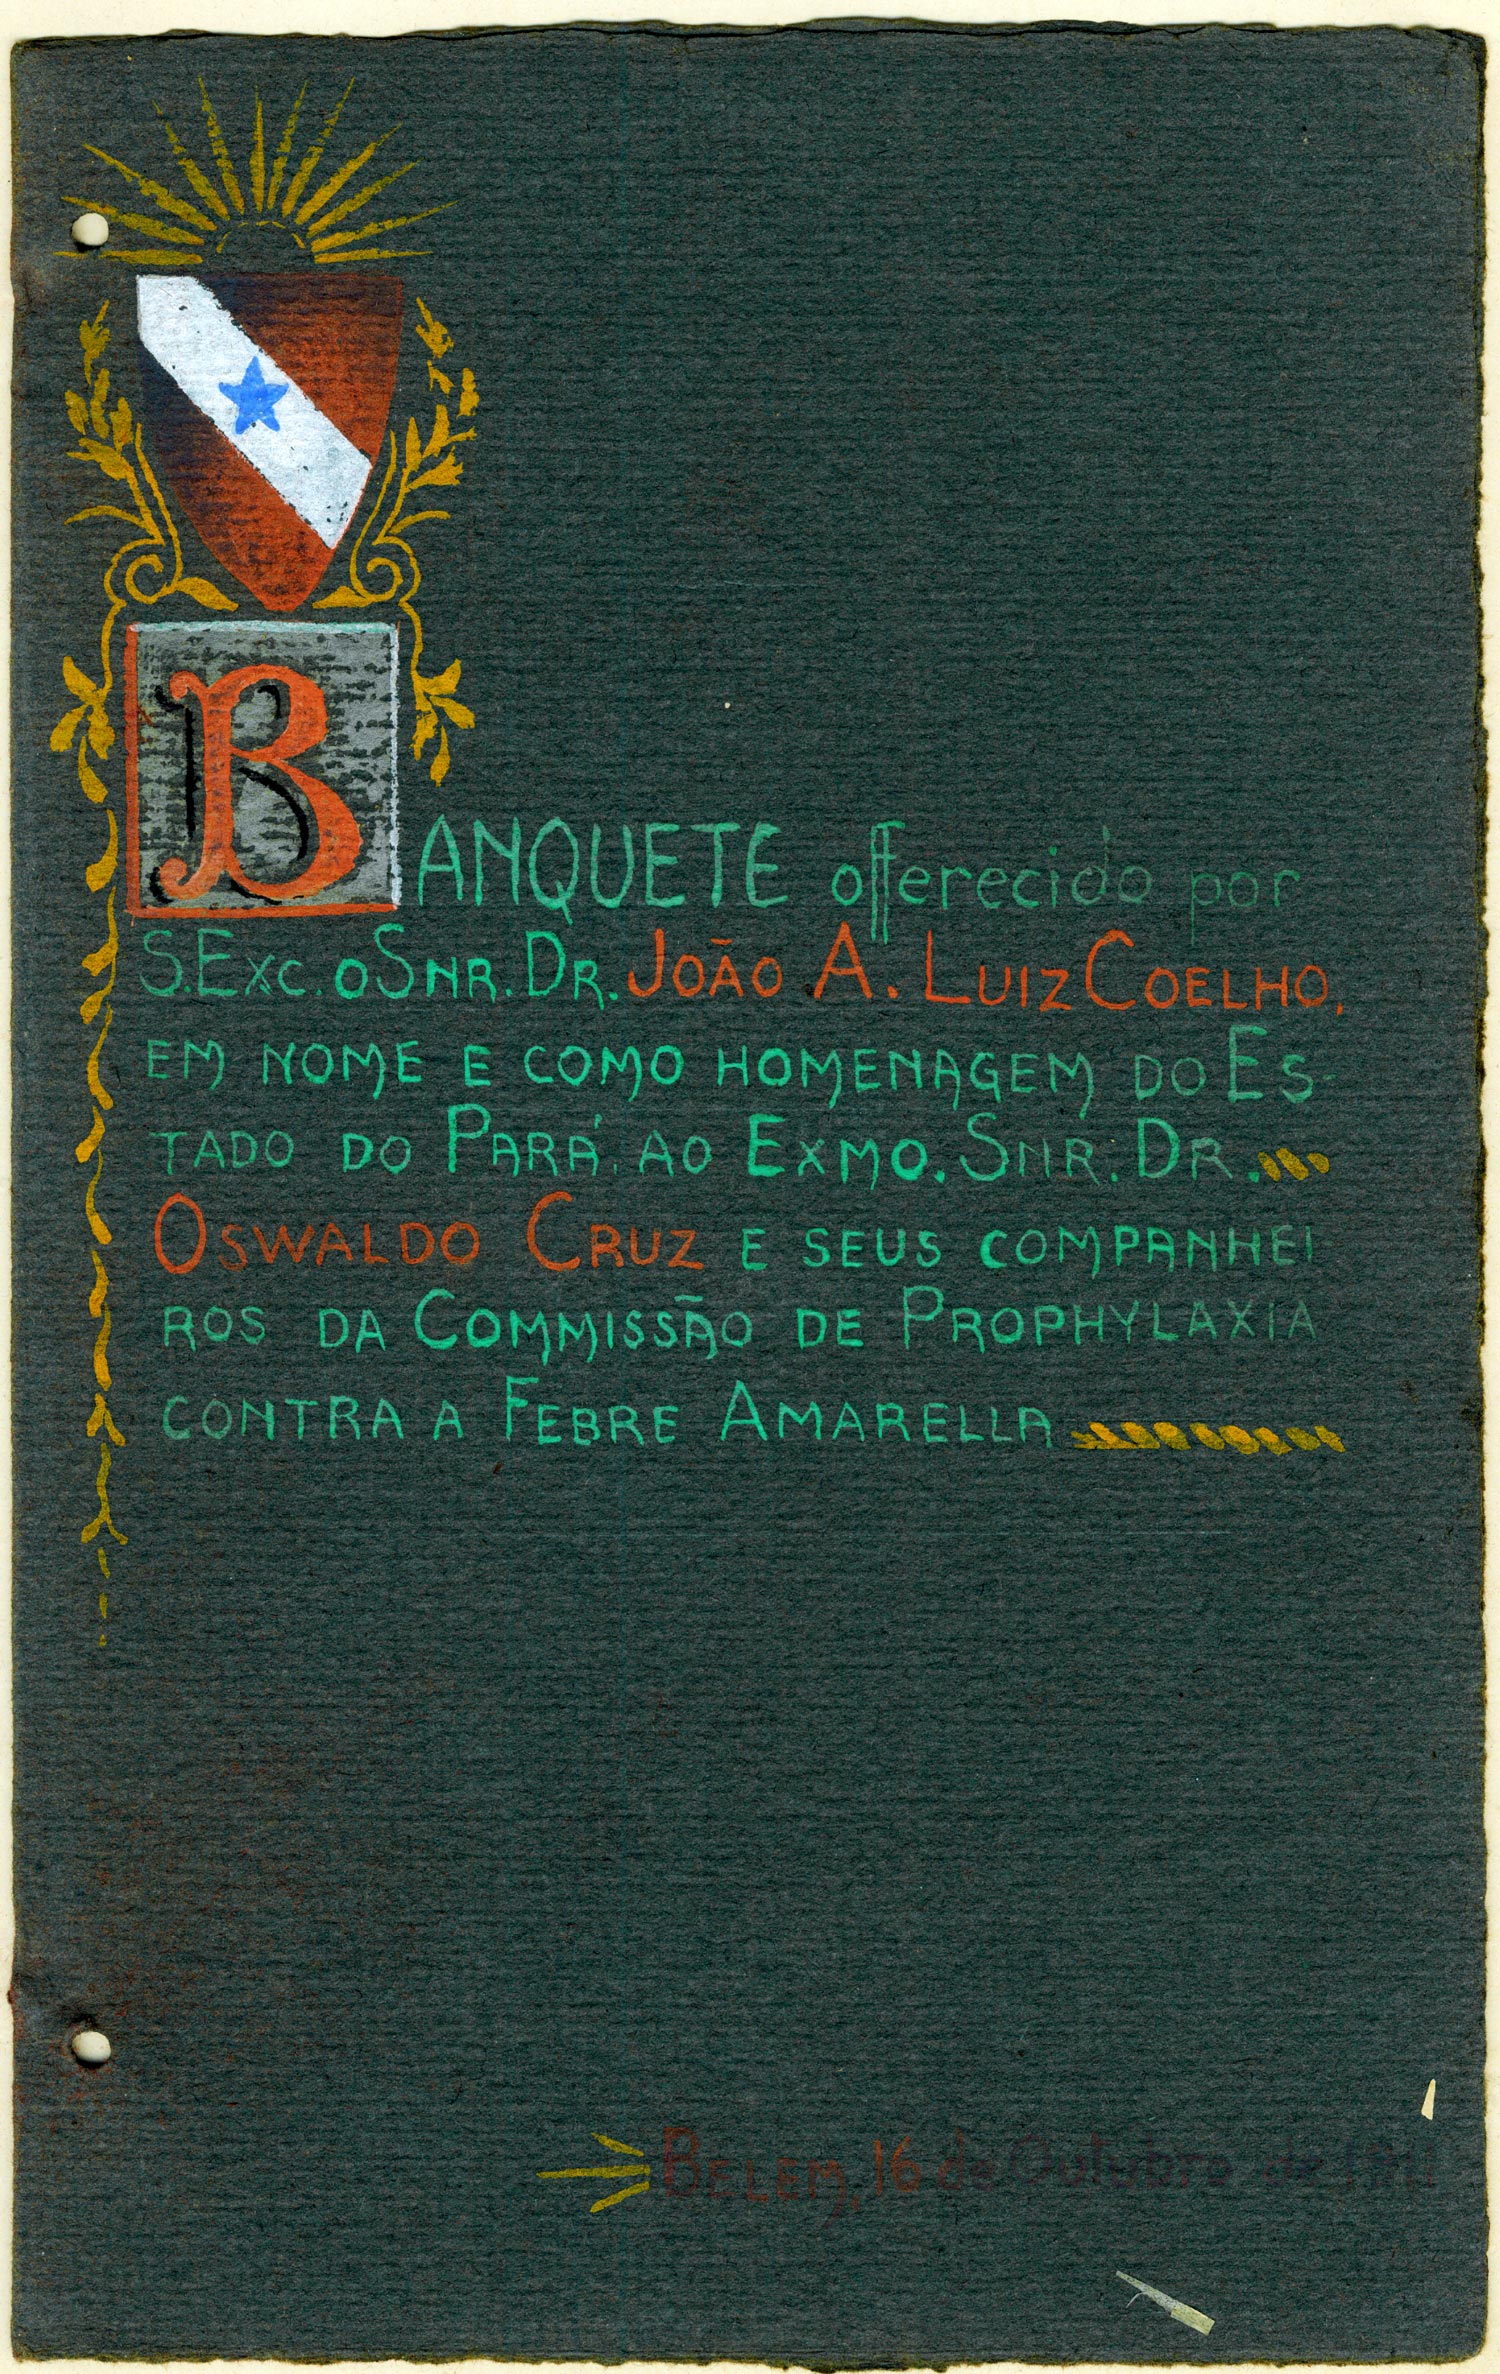 BANQUETE offerecido por
S. EXC. O SNR. DR. JOÃO A. LUIZ COELHO,
EM NOME E COMO HOMENAGEM DO ES-
TADO DO PARÁ, AO EXMO. SNR. DR.
OSWALDO CRUZ E SEUS COMPANHEI
ROS DA COMMISSÃO DE PROPHYLAXIA
CONTRA A FEBRE AMARELLA
BELEM, 16 de Outubro de 1911